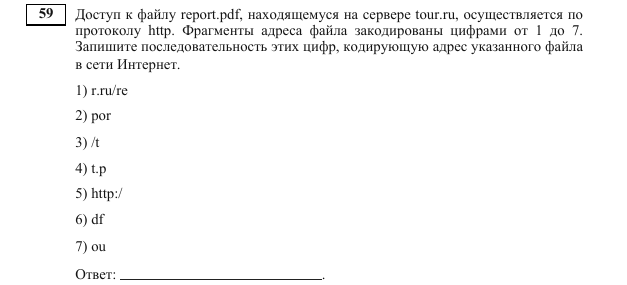 59 Доступ к файлу report.pdf, находящемуся на сервере tour.ru, осуществляется по
протоколу http. Фрагменты адреса файла закодированы цифрами от 1 до 7.
Запишите последовательность этих цифр, кодирующую адрес указанного файла
в сети Интернет.
1) r.ru/re
2) por
3) /t
4) t.p
5) http:/
6) df
7) ou
Ответ: ______________________________.